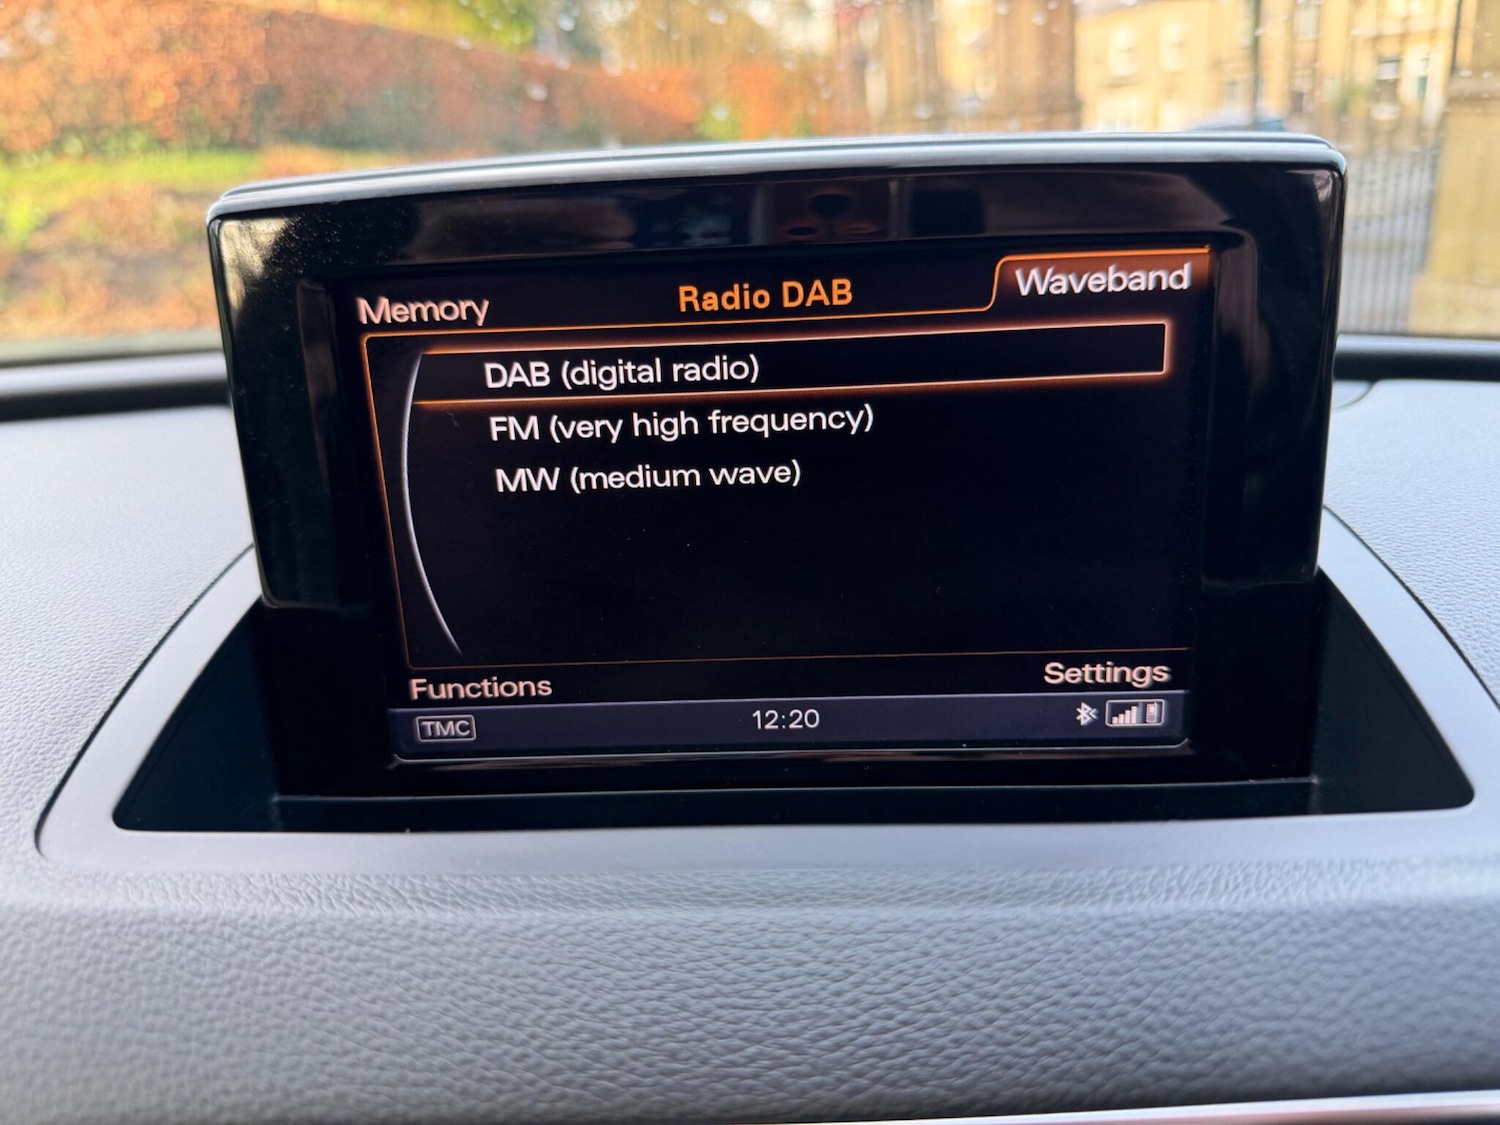 Memory
Radio DAB
Waveband
DAB (digital radio)
FM (very high frequency)
MW (medium wave)
Functions
Settings
TMC
12:20